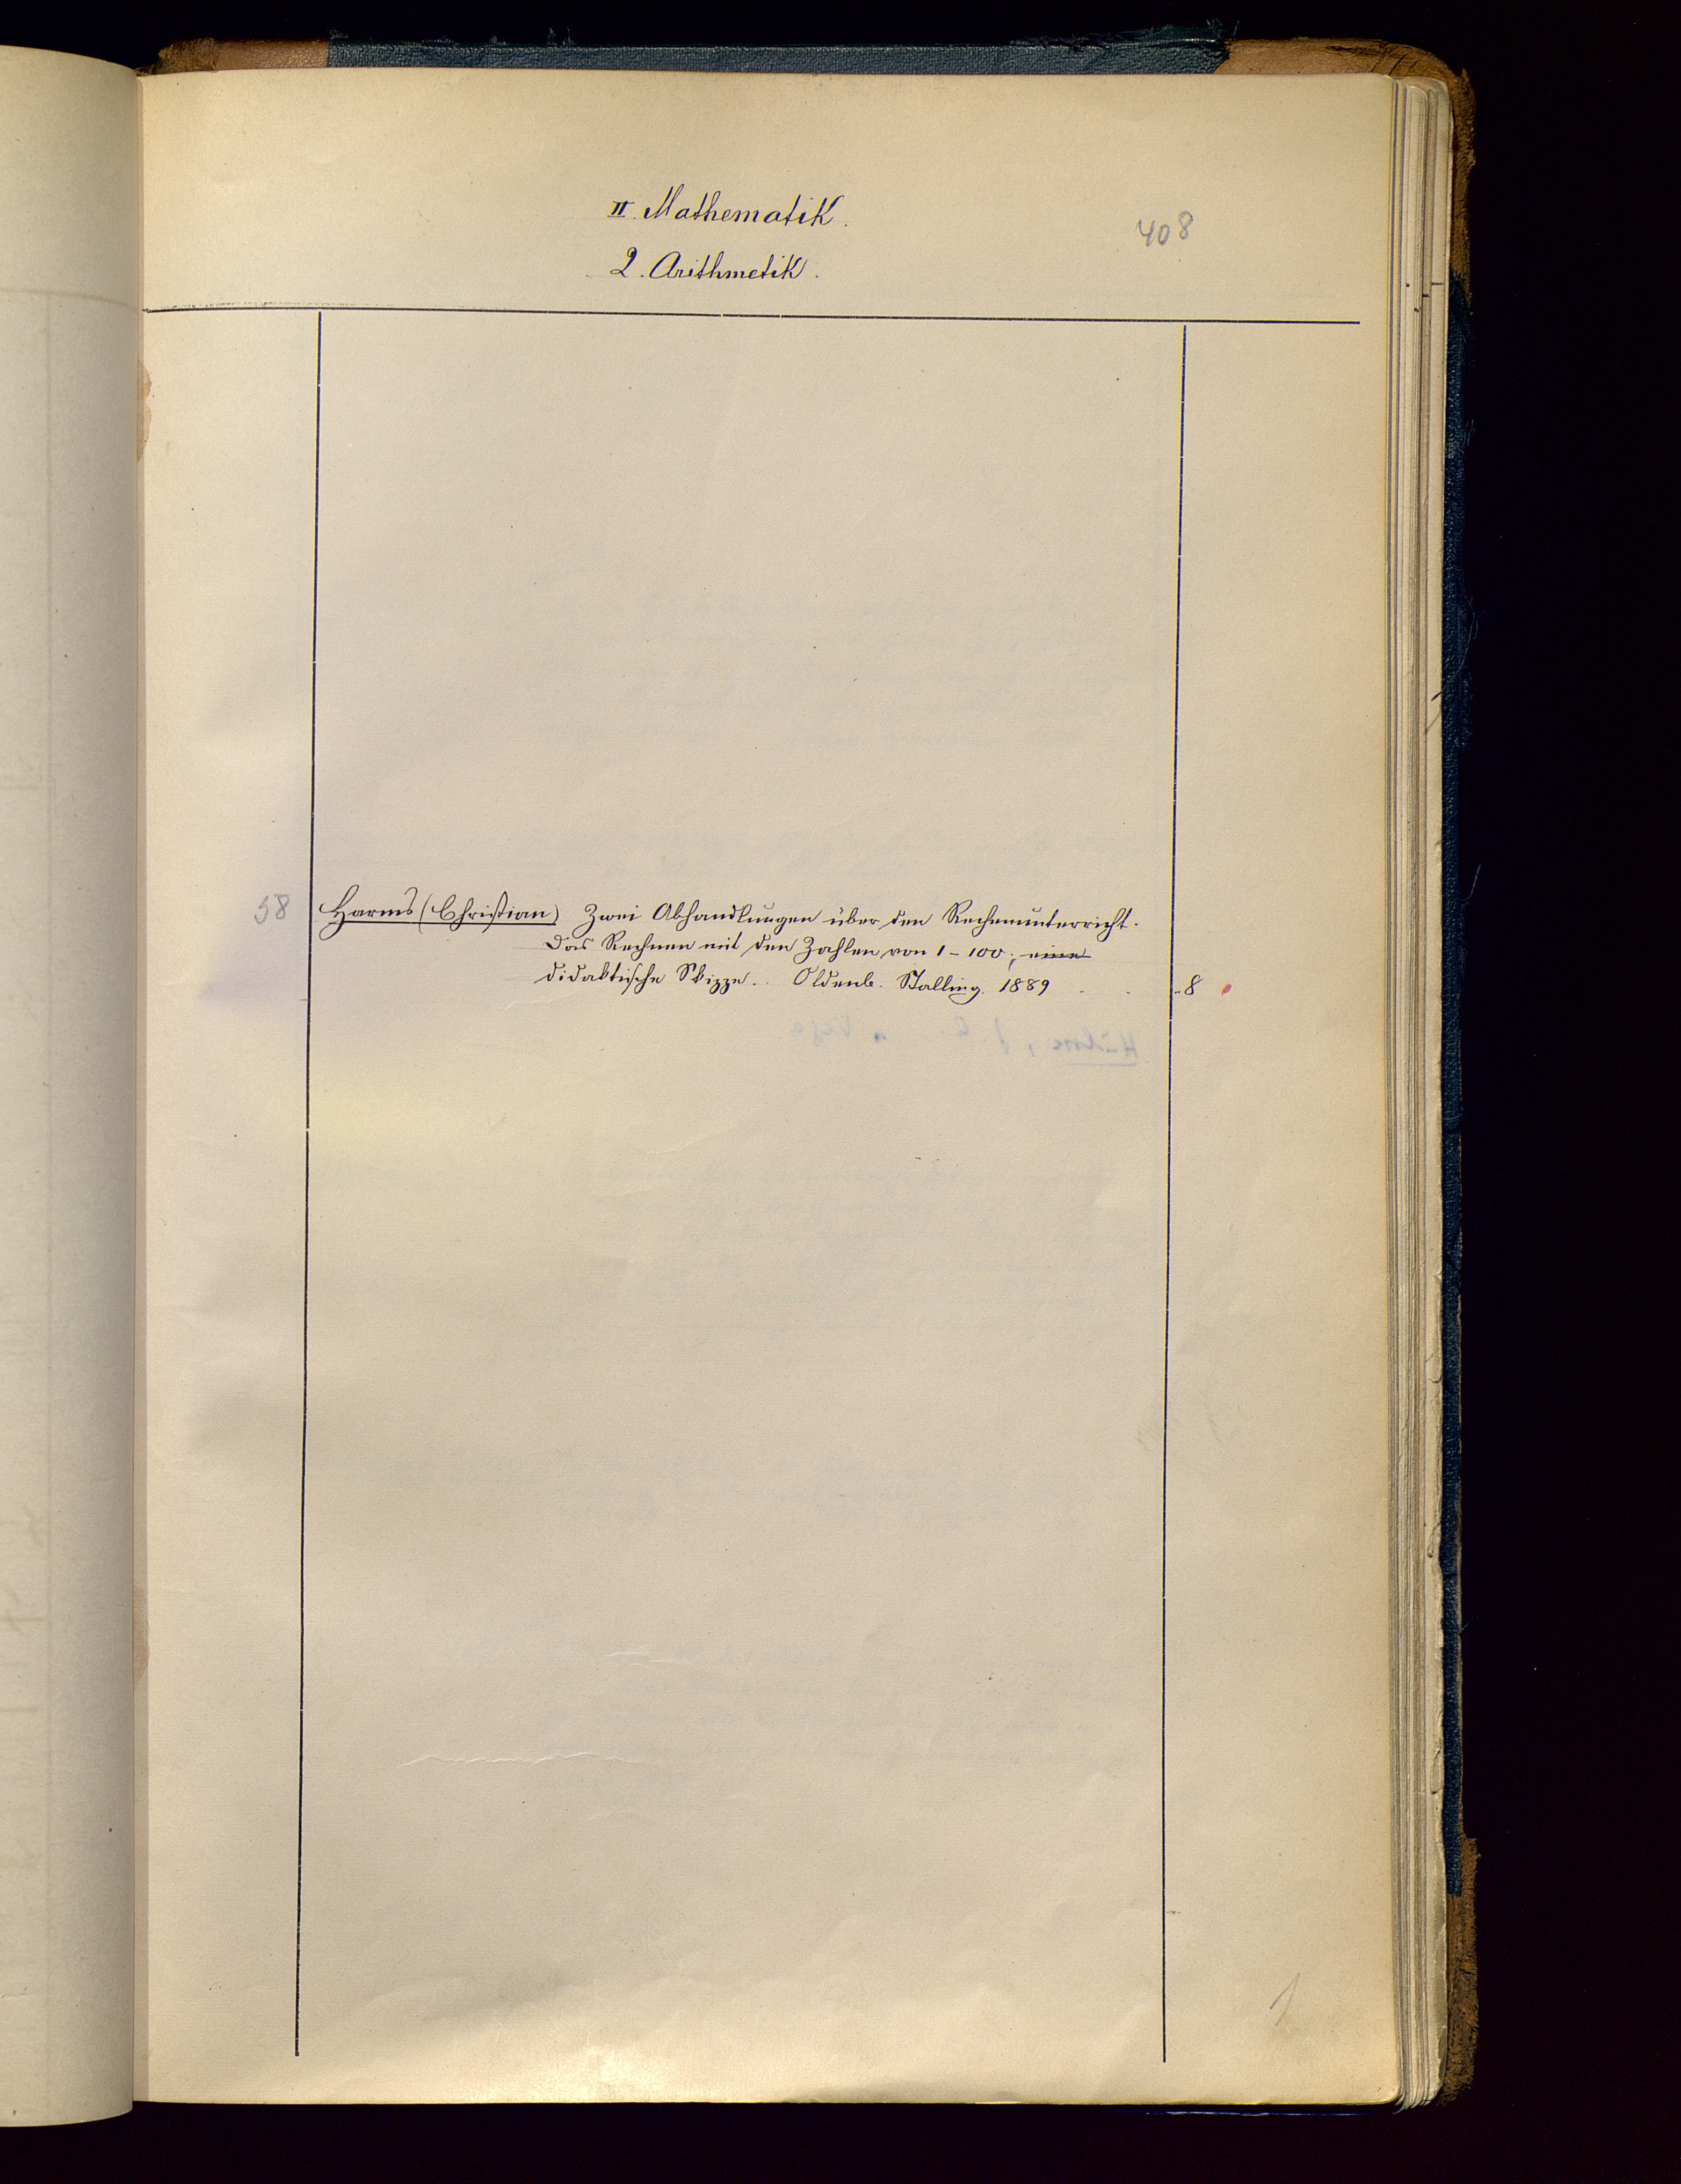 II. Mathematik.
408
2. Arithmetik.
58 Harms (Christian) Zwei Abhandlungen über den Rechenunterricht.
Das Rechnen mit den Zahlen von 1-100; eine
didaktische Skizze. Oldenb. Stalling. 1889 . . . 8
1